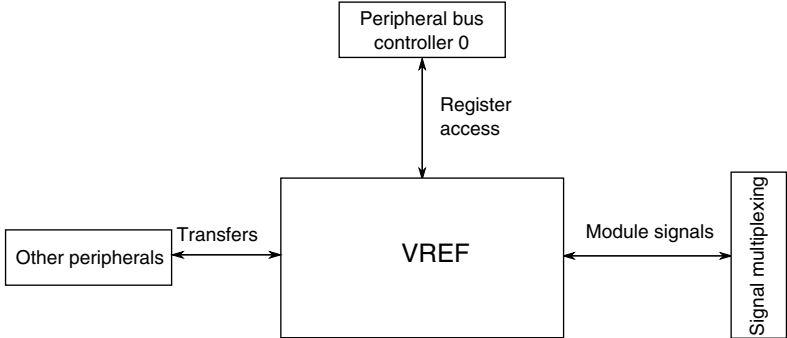 Peripheral bus
controller 0
Register
access
Transfers
Other peripherals
VREF
Module signals
Signal multiplexing